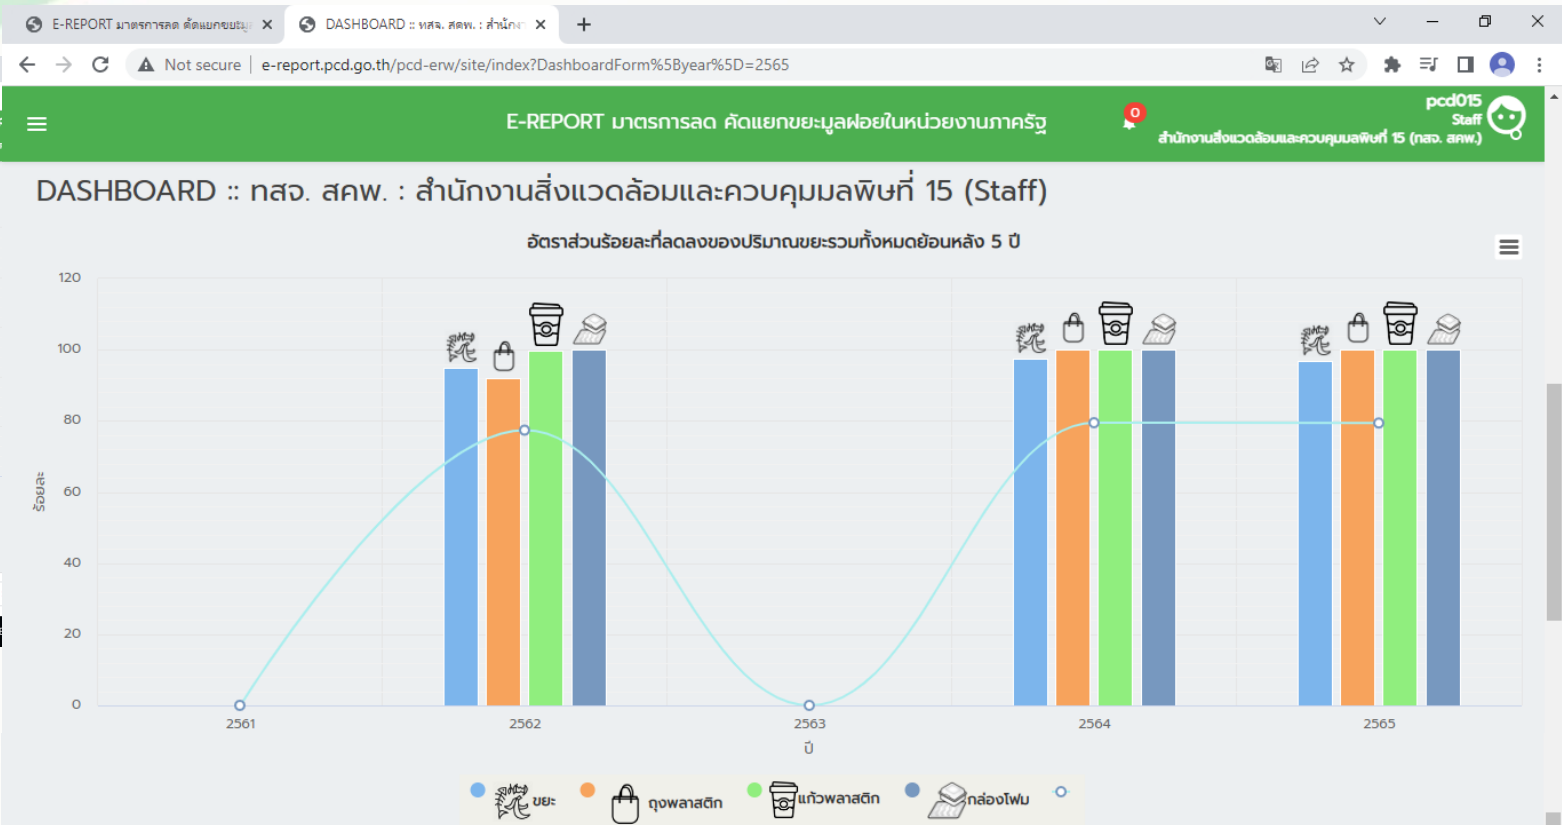 E-REPORT มาตรการลด คัดแยกขยะมู
DASHBOARD :: ทสจ. สคพ. : สำนักงา
Not secure | e-report.pcd.go.th/pcd-erw/site/index?DashboardForm%5Byear%5D=2565
E-REPORT มาตรการลด คัดแยกขยะมูลฝอยในหน่วยงานภาครัฐ
0
pcd015
Staff
สำนักงานสิ่งแวดล้อมและควบคุมมลพิษที่ 15 (ทสจ. สคพ.)
DASHBOARD :: ทสจ. สคพ. : สำนักงานสิ่งแวดล้อมและควบคุมมลพิษที่ 15 (Staff)
อัตราส่วนร้อยละที่ลดลงของปริมาณขยะรวมทั้งหมดย้อนหลัง 5 ปี
120
100
80
60
40
20
0
ร้อยละ
2561 2562 2563 2564 2565
ปี
ขยะ ถุงพลาสติก แก้วพลาสติก กล่องโฟม